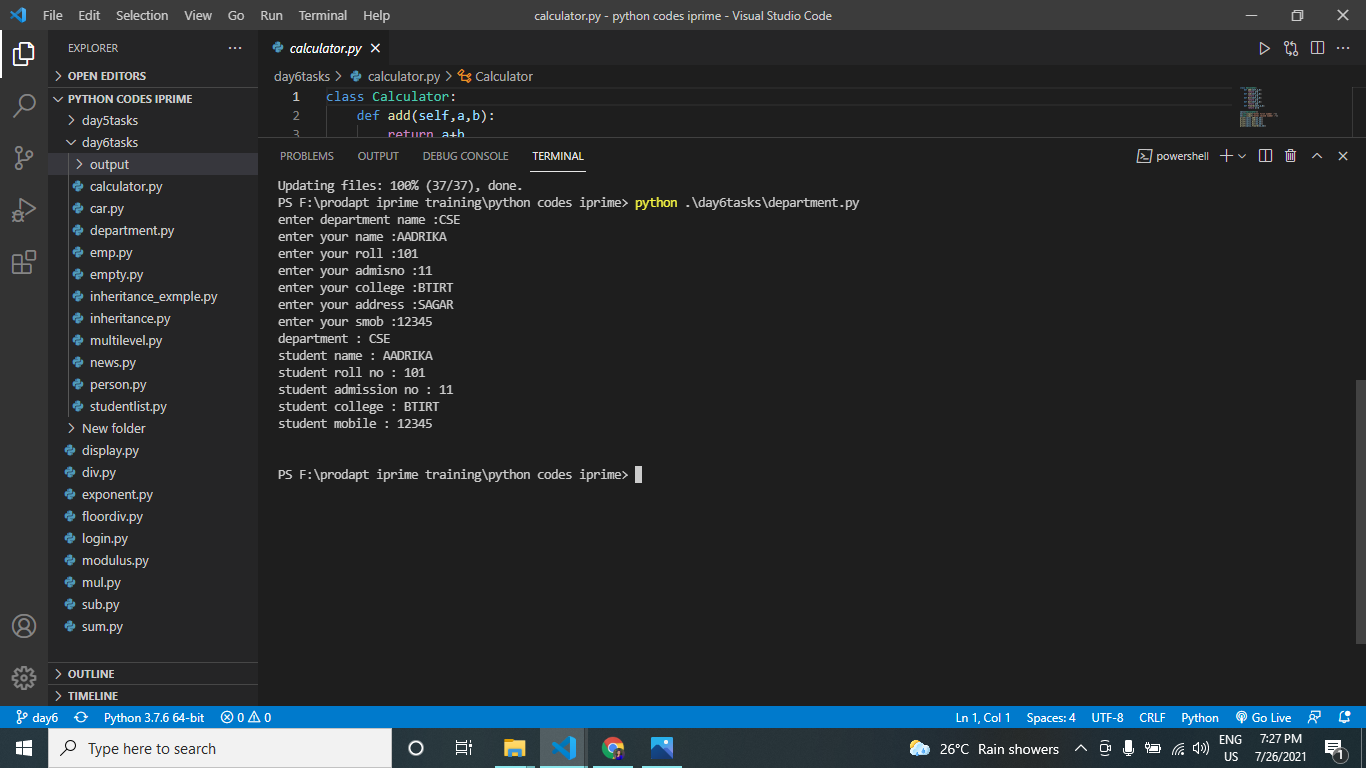 File Edit Selection View Go Run Terminal Help
calculator.py - python codes iprime - Visual Studio Code
EXPLORER
OPEN EDITORS
PYTHON CODES IPRIME
day5tasks
day6tasks
output
calculator.py
car.py
department.py
emp.py
empty.py
inheritance_exmple.py
inheritance.py
multilevel.py
news.py
person.py
studentlist.py
New folder
display.py
div.py
exponent.py
floordiv.py
login.py
modulus.py
mul.py
sub.py
sum.py
OUTLINE
TIMELINE
calculator.py
day6tasks > calculator.py > Calculator
1 class Calculator:
2 def add(self,a,b):
3 return a+b
PROBLEMS OUTPUT DEBUG CONSOLE TERMINAL
powershell
Updating files: 100% (37/37), done.
PS F:\prodapt iprime training\python codes iprime> python .\day6tasks\department.py
enter department name :CSE
enter your name :AADRIKA
enter your roll :101
enter your admisno :11
enter your college :BTIRT
enter your address :SAGAR
enter your smob :12345
department : CSE
student name : AADRIKA
student roll no : 101
student admission no : 11
student college : BTIRT
student mobile : 12345
PS F:\prodapt iprime training\python codes iprime>
day6 Python 3.7.6 64-bit 0 0 Ln 1, Col 1 Spaces: 4 UTF-8 CRLF Python Go Live
Type here to search
26°C Rain showers
ENG
US
7:27 PM
7/26/2021
1